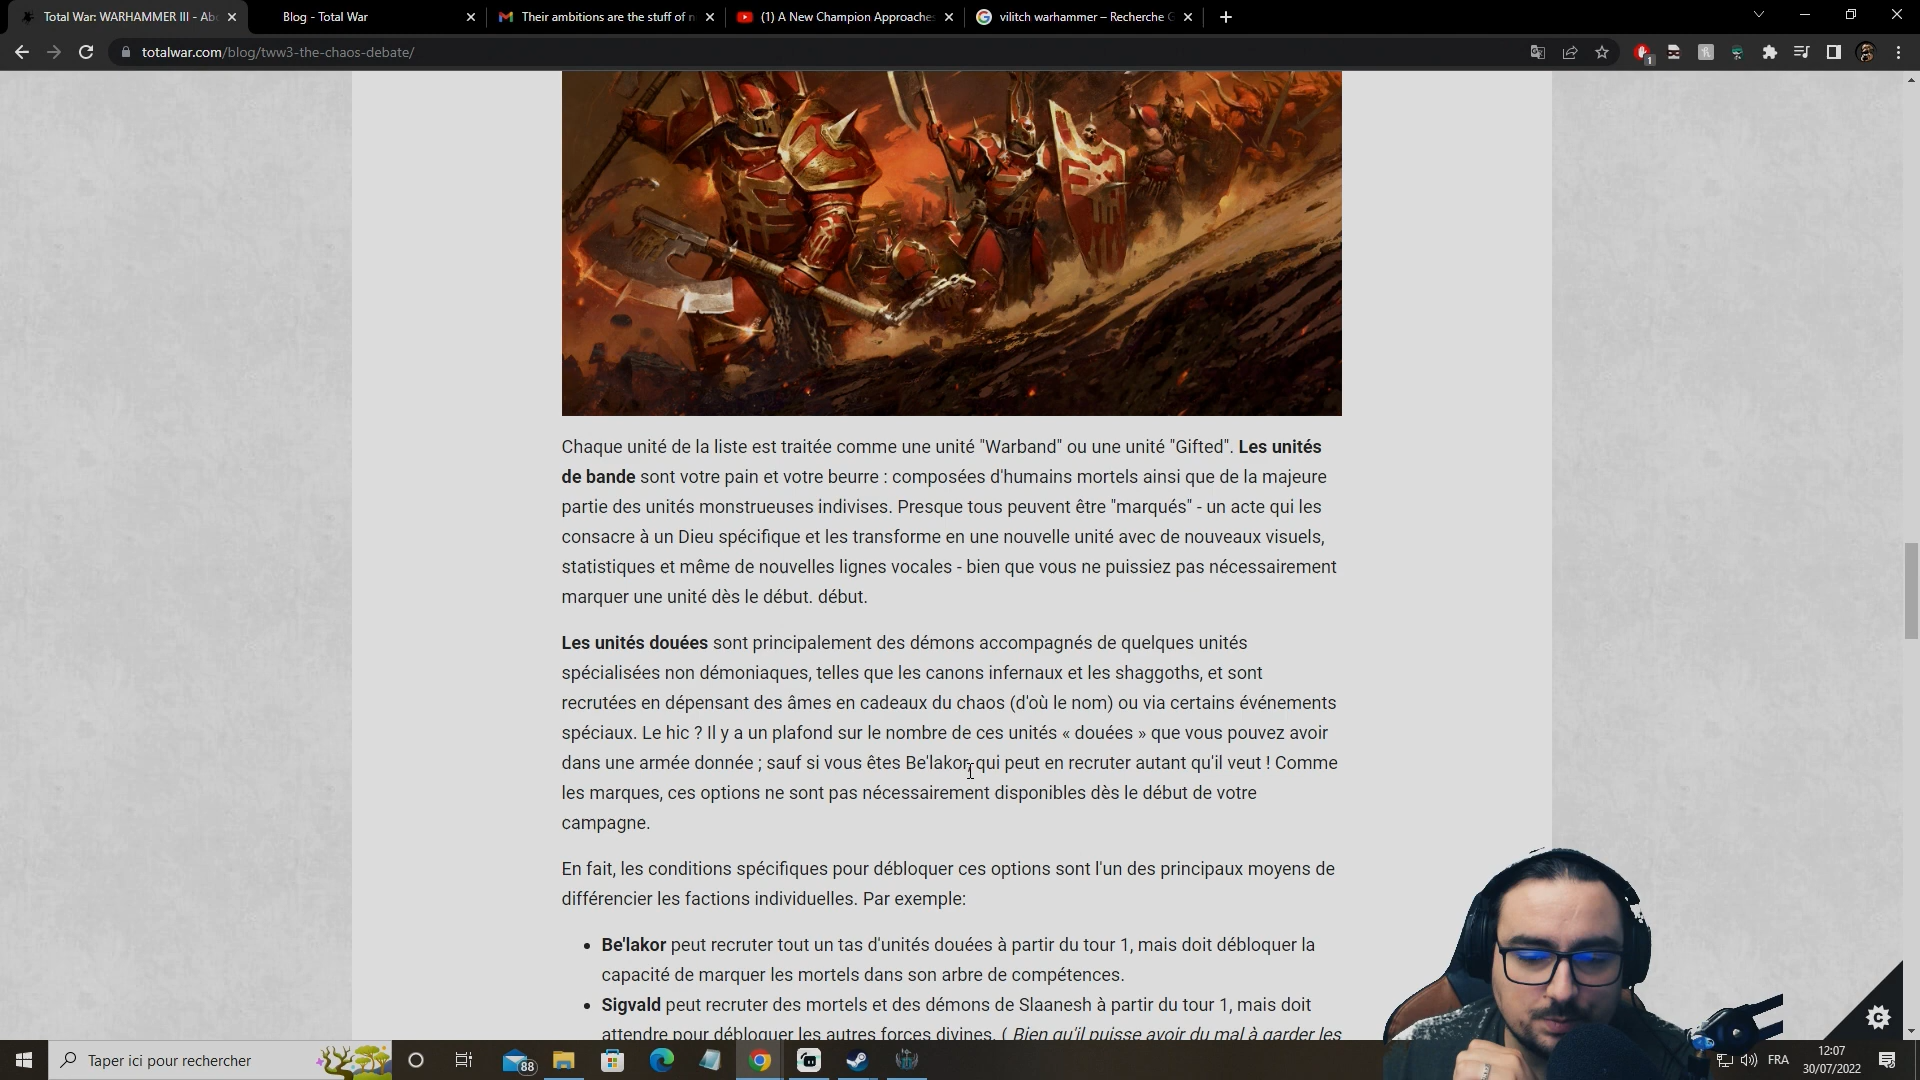 Total War: WARHAMMER III - Abo
Blog - Total War
Their ambitions are the stuff of n
(1) A New Champion Approaches
vilitch warhammer – Recherche G
totalwar.com/blog/tww3-the-chaos-debate/
1
Chaque unité de la liste est traitée comme une unité "Warband" ou une unité "Gifted". Les unités
de bande sont votre pain et votre beurre : composées d'humains mortels ainsi que de la majeure
partie des unités monstrueuses indivises. Presque tous peuvent être "marqués" - un acte qui les
consacre à un Dieu spécifique et les transforme en une nouvelle unité avec de nouveaux visuels,
statistiques et même de nouvelles lignes vocales - bien que vous ne puissiez pas nécessairement
marquer une unité dès le début. début.
Les unités douées sont principalement des démons accompagnés de quelques unités
spécialisées non démoniaques, telles que les canons infernaux et les shaggoths, et sont
recrutées en dépensant des âmes en cadeaux du chaos (d'où le nom) ou via certains événements
spéciaux. Le hic ? Il y a un plafond sur le nombre de ces unités « douées » que vous pouvez avoir
dans une armée donnée ; sauf si vous êtes Be'lakor, qui peut en recruter autant qu'il veut ! Comme
les marques, ces options ne sont pas nécessairement disponibles dès le début de votre
campagne.
En fait, les conditions spécifiques pour débloquer ces options sont l'un des principaux moyens de
différencier les factions individuelles. Par exemple:
• Be'lakor peut recruter tout un tas d'unités douées à partir du tour 1, mais doit débloquer la
capacité de marquer les mortels dans son arbre de compétences.
• Sigvald peut recruter des mortels et des démons de Slaanesh à partir du tour 1, mais doit
attendre pour débloquer les autres forces divines. ( Bien qu'il puisse avoir du mal à garder les
Taper ici pour rechercher
88
FRA
12:07
30/07/2022